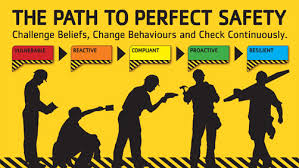 THE PATH TO PERFECT SAFETY
Challenge Beliefs, Change Behaviours and Check Continuously.
VULNERABLE REACTIVE COMPLIANT PROACTIVE RESILIENT